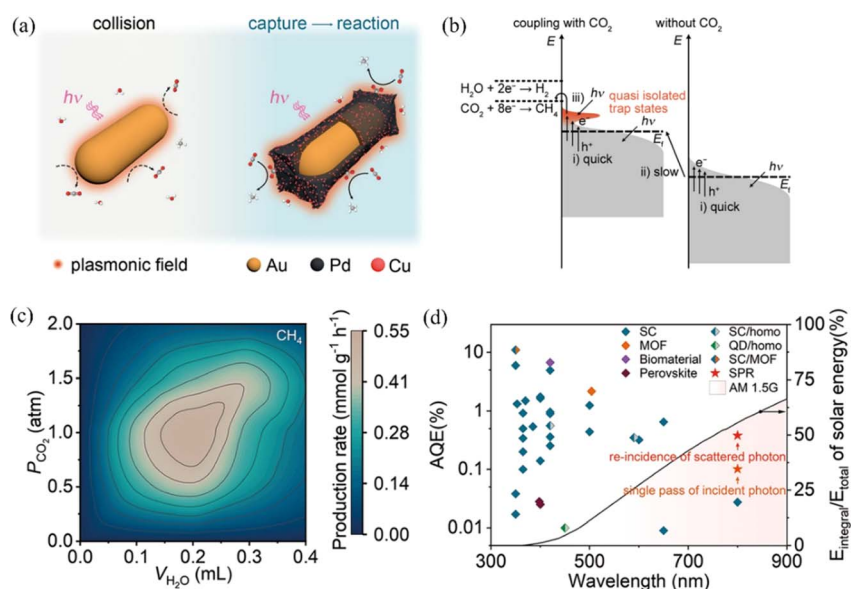 (a)
collision
capture → reaction
hν
hν
plasmonic field
Au
Pd
Cu
(b)
coupling with CO₂
without CO₂
E
E
H₂O + 2e⁻ → H₂
CO₂ + 8e⁻ → CH₄
iii)
hν
quasi isolated
trap states
e⁻
hν
h⁺
E_f
i) quick
ii) slow
e⁻
hν
h⁺
E_f
i) quick
(c)
CH₄
2.0
1.5
1.0
0.5
0.0
P_CO₂ (atm)
0.0
0.1
0.2
0.3
0.4
V_H₂O (mL)
0.55
0.41
0.28
0.14
0.00
Production rate (mmol g⁻¹ h⁻¹)
(d)
10
1
0.1
0.01
AQE(%)
SC
MOF
Biomaterial
Perovskite
SC/homo
QD/homo
SC/MOF
SPR
AM 1.5G
re-incidence of scattered photon
single pass of incident photon
100
75
50
25
0
E_integral/E_total of solar energy(%)
300
500
700
900
Wavelength (nm)